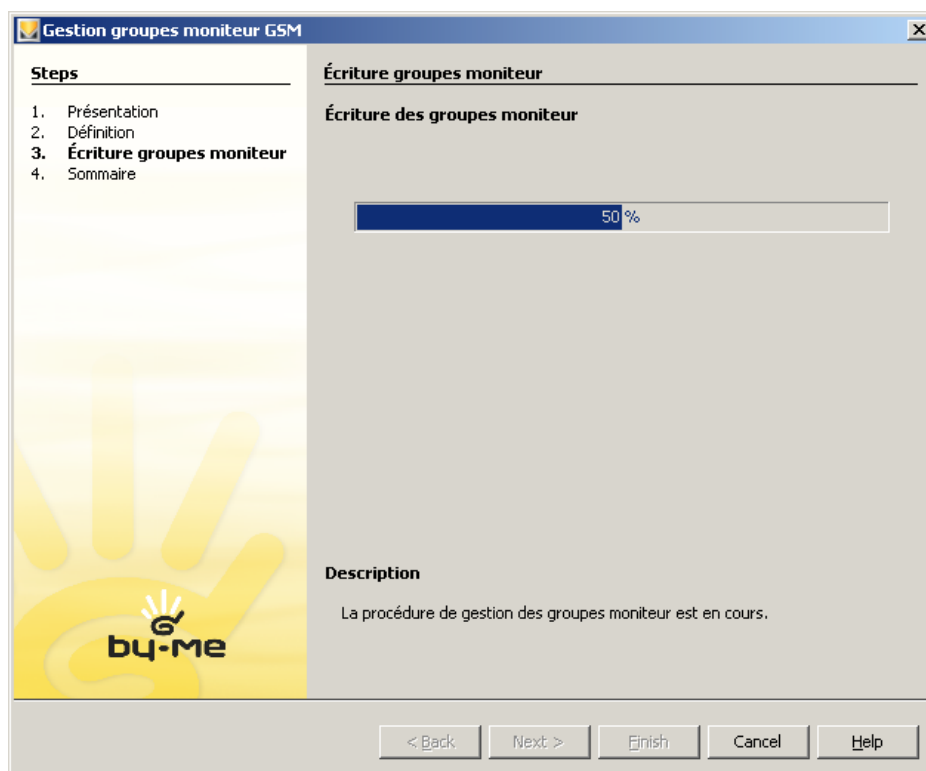 Gestion groupes moniteur GSM
Steps
1. Présentation
2. Définition
3. Écriture groupes moniteur
4. Sommaire
Écriture groupes moniteur
Écriture des groupes moniteur
50 %
Description
La procédure de gestion des groupes moniteur est en cours.
by-me
< Back Next > Finish Cancel Help